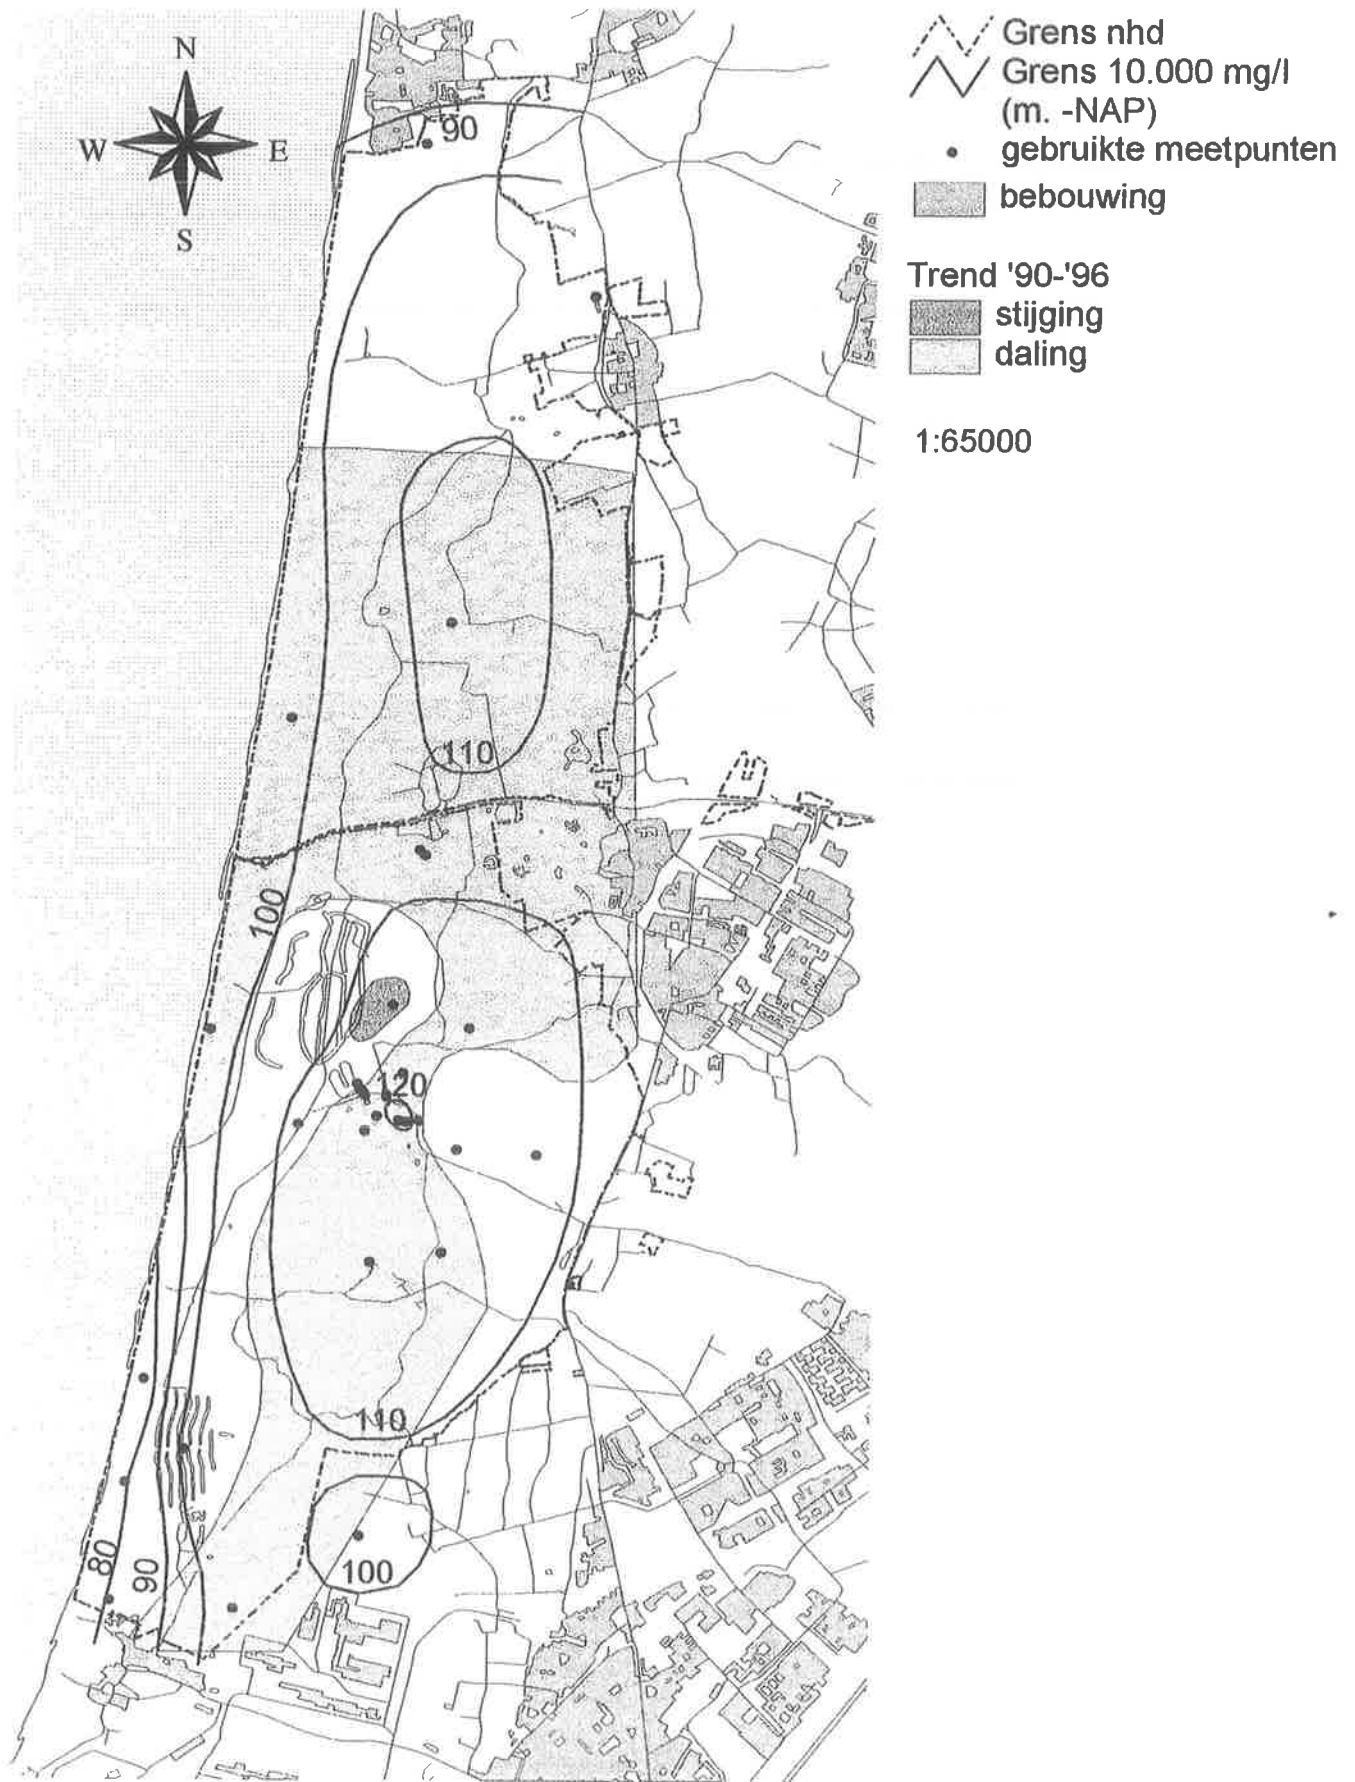 N
W E
S
Grens nhd
Grens 10.000 mg/l
(m. -NAP)
gebruikte meetpunten
bebouwing
Trend '90-'96
stijging
daling
1:65000
90
110
100
120
110
100
80
90